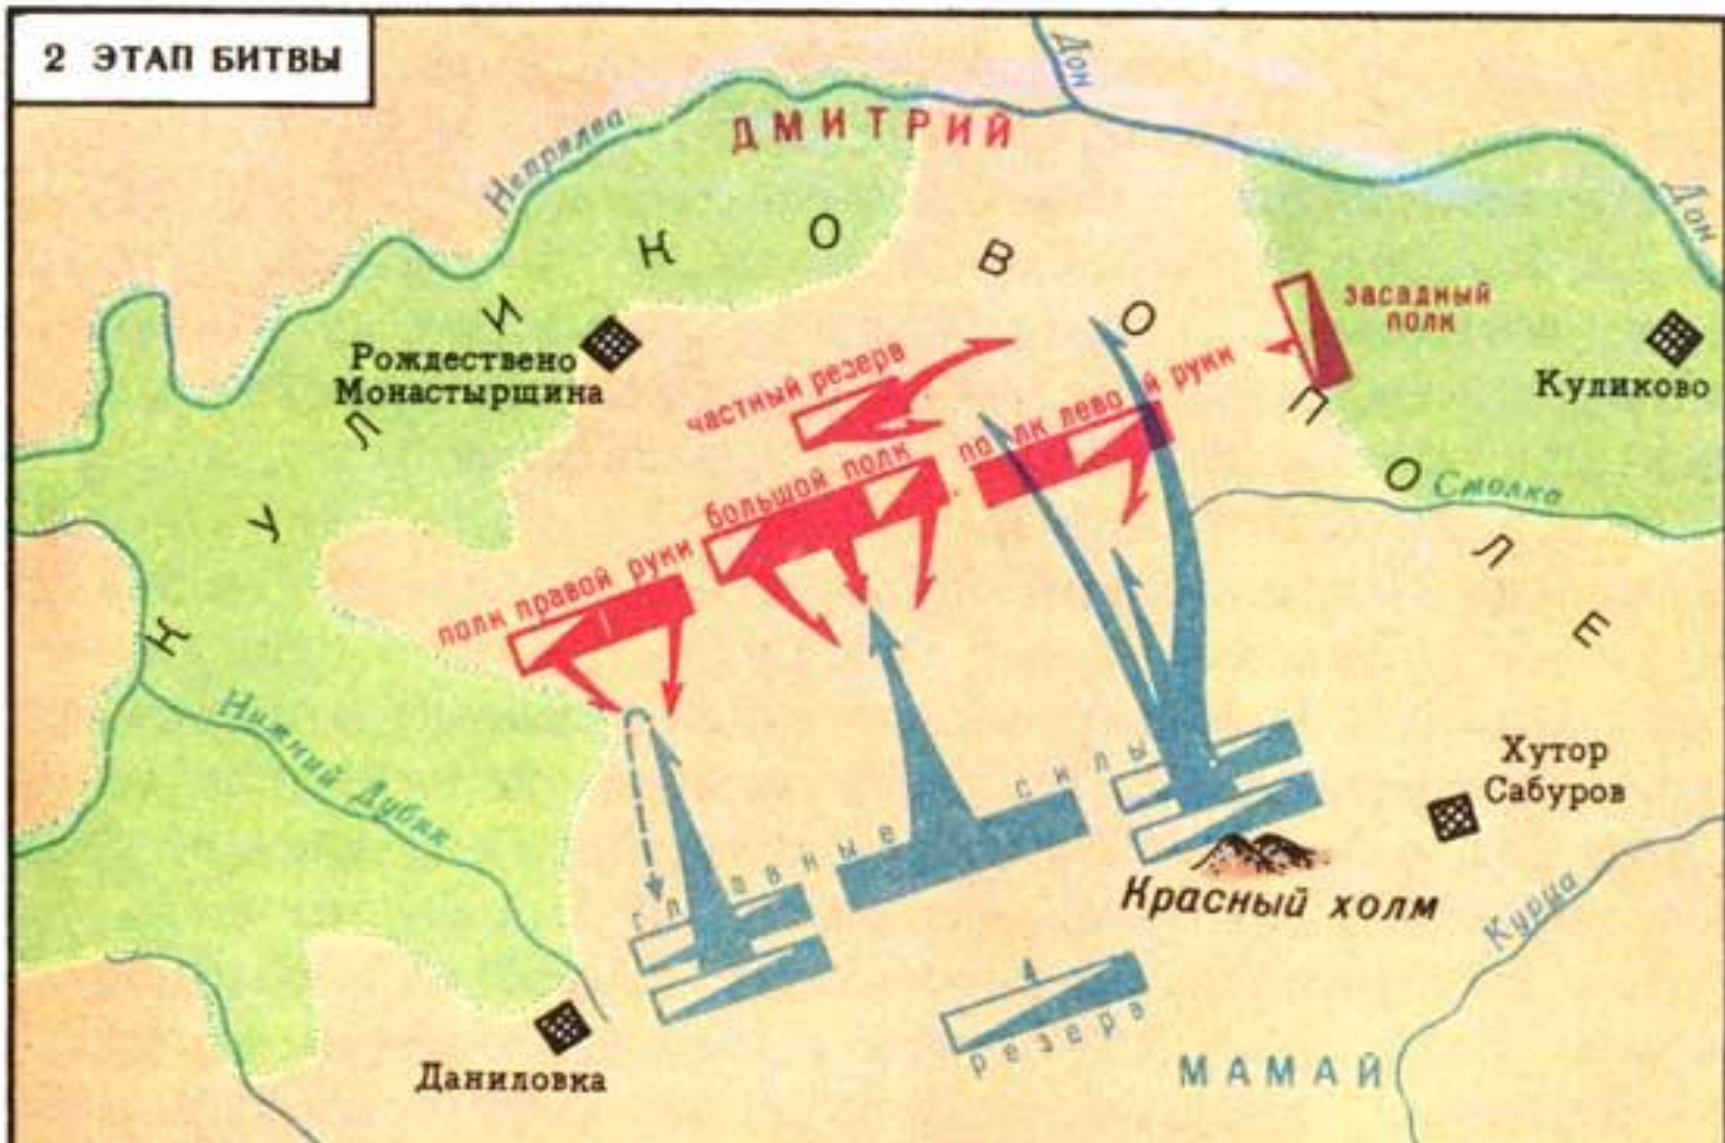 2 ЭТАП БИТВЫ
Дон
Непрядва
ДМИТРИЙ
Дон
КУЛИКОВО ПОЛЕ
засадный
полк
Рождествено
Монастырщина
частный резерв
полк левой руки
Куликово
большой полк
Смолка
полк правой руки
Нижний Дубик
Хутор
Сабуров
главные силы
Красный холм
Курца
резерв
Даниловка
МАМАЙ